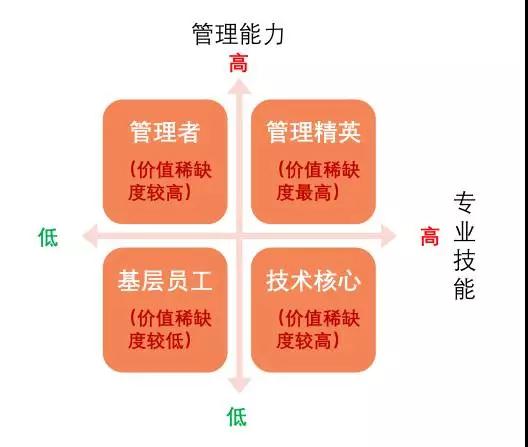 管理能力
高
管理者
(价值稀缺
度较高)
管理精英
(价值稀缺
度最高)
低
高
专业技能
基层员工
(价值稀缺
度较低)
技术核心
(价值稀缺
度较高)
低